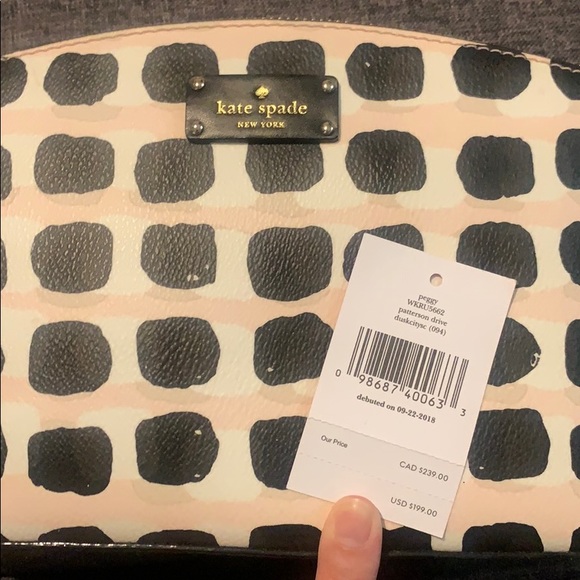 kate spade
NEW YORK
peggy
WKRU5662
patterson drive
duskcitysc (094)
0 98687 40063 3
debuted on 09-22-2018
Our Price
CAD $239.00
USD $199.00